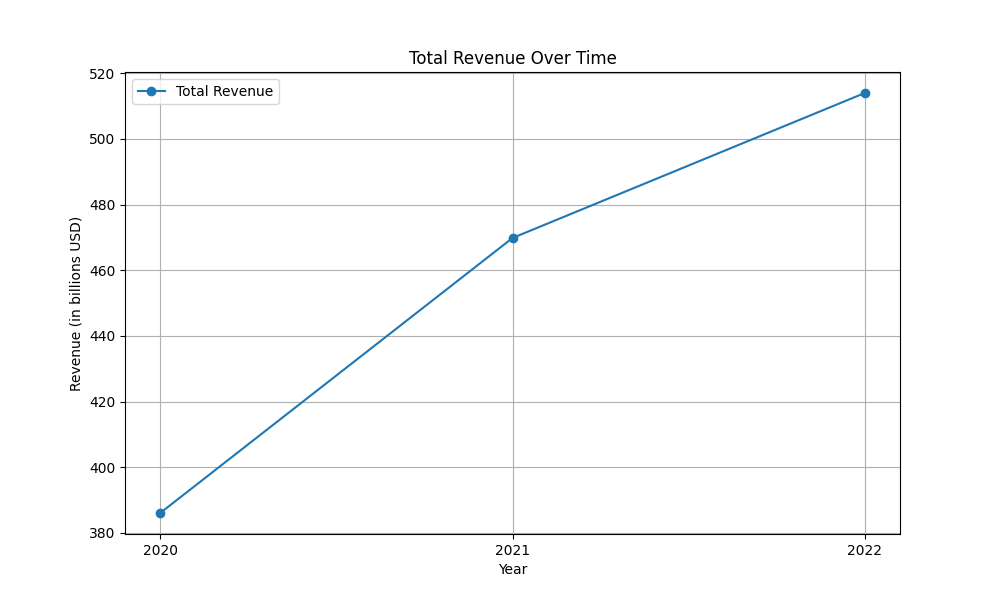 Total Revenue Over Time
Total Revenue
520
500
480
460
440
420
400
380
Revenue (in billions USD)
2020 2021 2022
Year